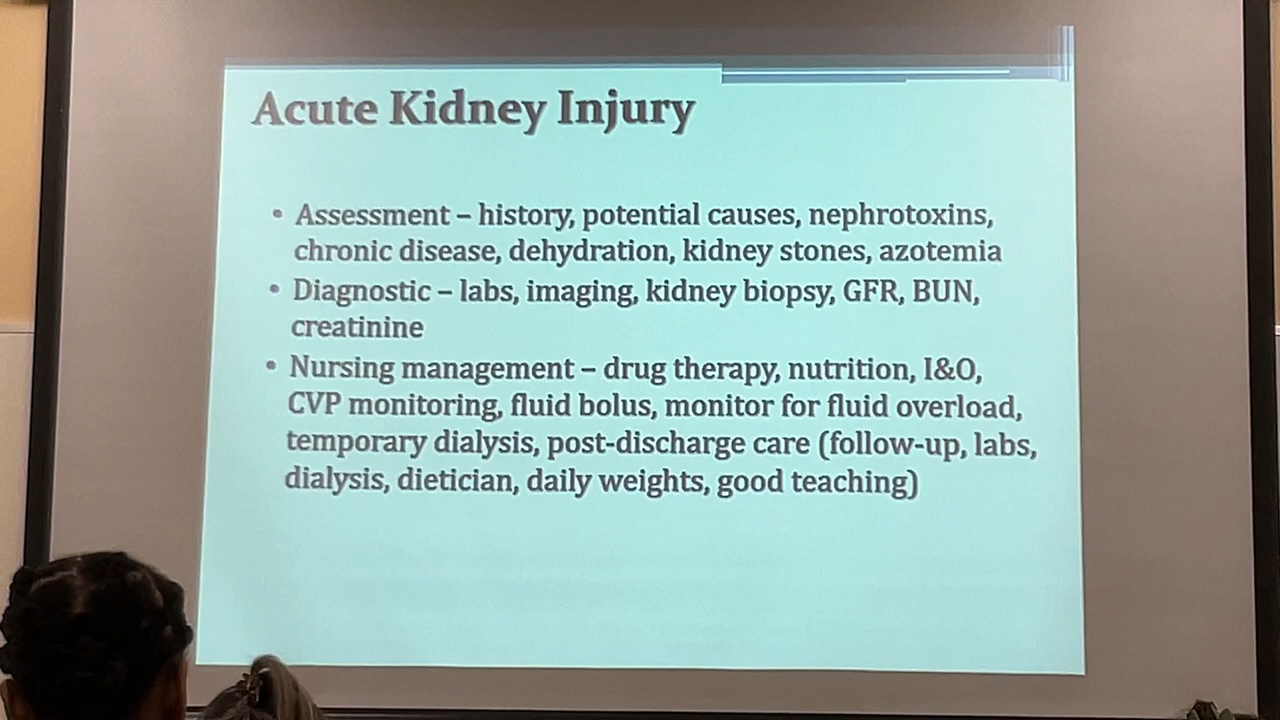 Acute Kidney Injury
• Assessment – history, potential causes, nephrotoxins,
chronic disease, dehydration, kidney stones, azotemia
• Diagnostic – labs, imaging, kidney biopsy, GFR, BUN,
creatinine
• Nursing management – drug therapy, nutrition, I&O,
CVP monitoring, fluid bolus, monitor for fluid overload,
temporary dialysis, post-discharge care (follow-up, labs,
dialysis, dietician, daily weights, good teaching)